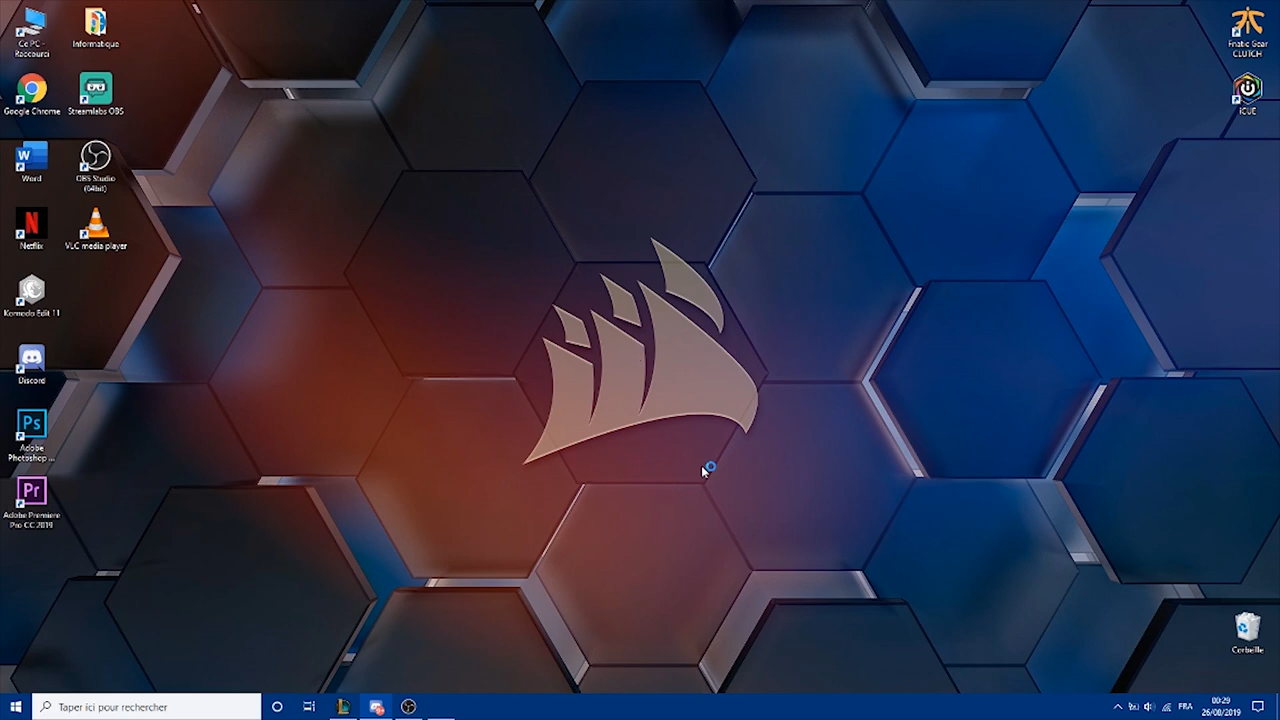 Ce PC -
Raccourci
Informatique
Google Chrome
Streamlabs OBS
W
Word
OBS Studio
(64bit)
N
Netflix
VLC media player
Komodo Edit 11
Discord
Ps
Adobe
Photoshop ...
Pr
Adobe Premiere
Pro CC 2019
Fnatic Gear
CLUTCH
iCUE
Corbeille
Taper ici pour rechercher
FRA
00:29
26/08/2019